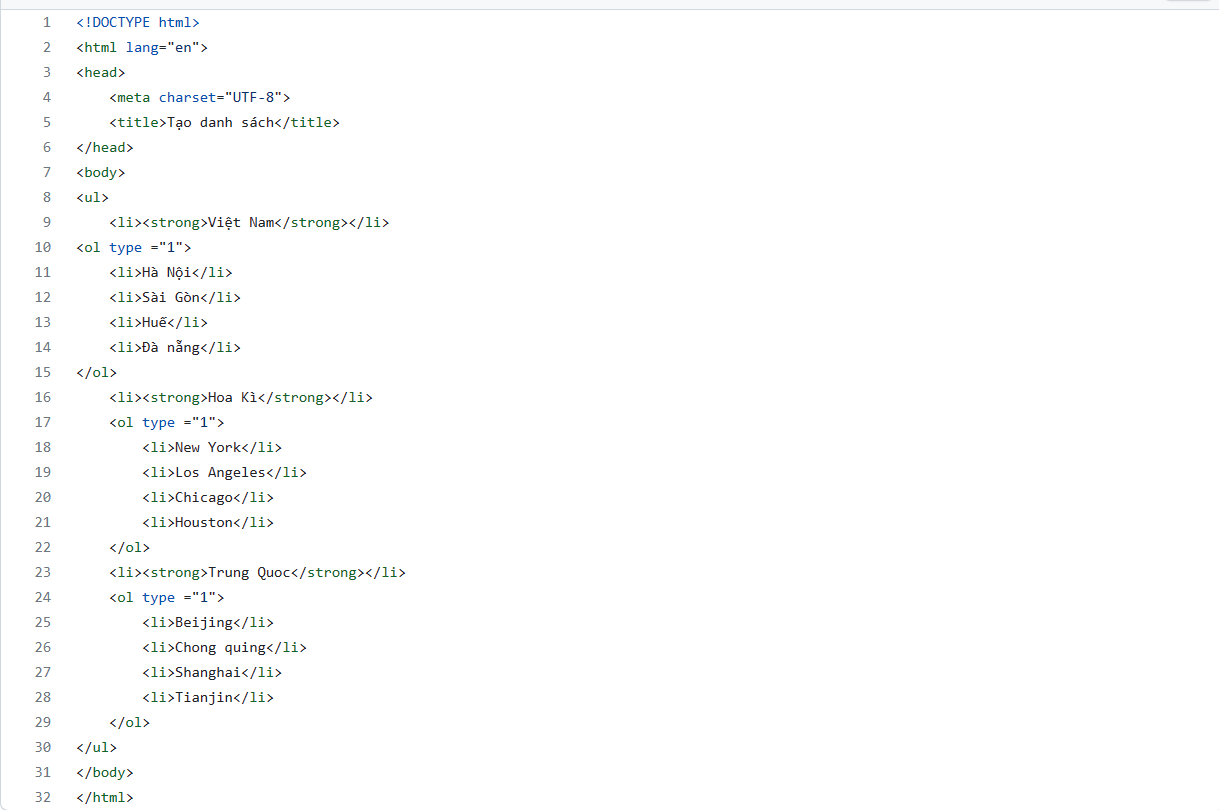 1 <!DOCTYPE html>
2 <html lang="en">
3 <head>
4     <meta charset="UTF-8">
5     <title>Tạo danh sách</title>
6 </head>
7 <body>
8 <ul>
9     <li><strong>Việt Nam</strong></li>
10 <ol type ="1">
11     <li>Hà Nội</li>
12     <li>Sài Gòn</li>
13     <li>Huế</li>
14     <li>Đà nẵng</li>
15 </ol>
16     <li><strong>Hoa Kì</strong></li>
17     <ol type ="1">
18         <li>New York</li>
19         <li>Los Angeles</li>
20         <li>Chicago</li>
21         <li>Houston</li>
22     </ol>
23     <li><strong>Trung Quoc</strong></li>
24     <ol type ="1">
25         <li>Beijing</li>
26         <li>Chong quing</li>
27         <li>Shanghai</li>
28         <li>Tianjin</li>
29     </ol>
30 </ul>
31 </body>
32 </html>